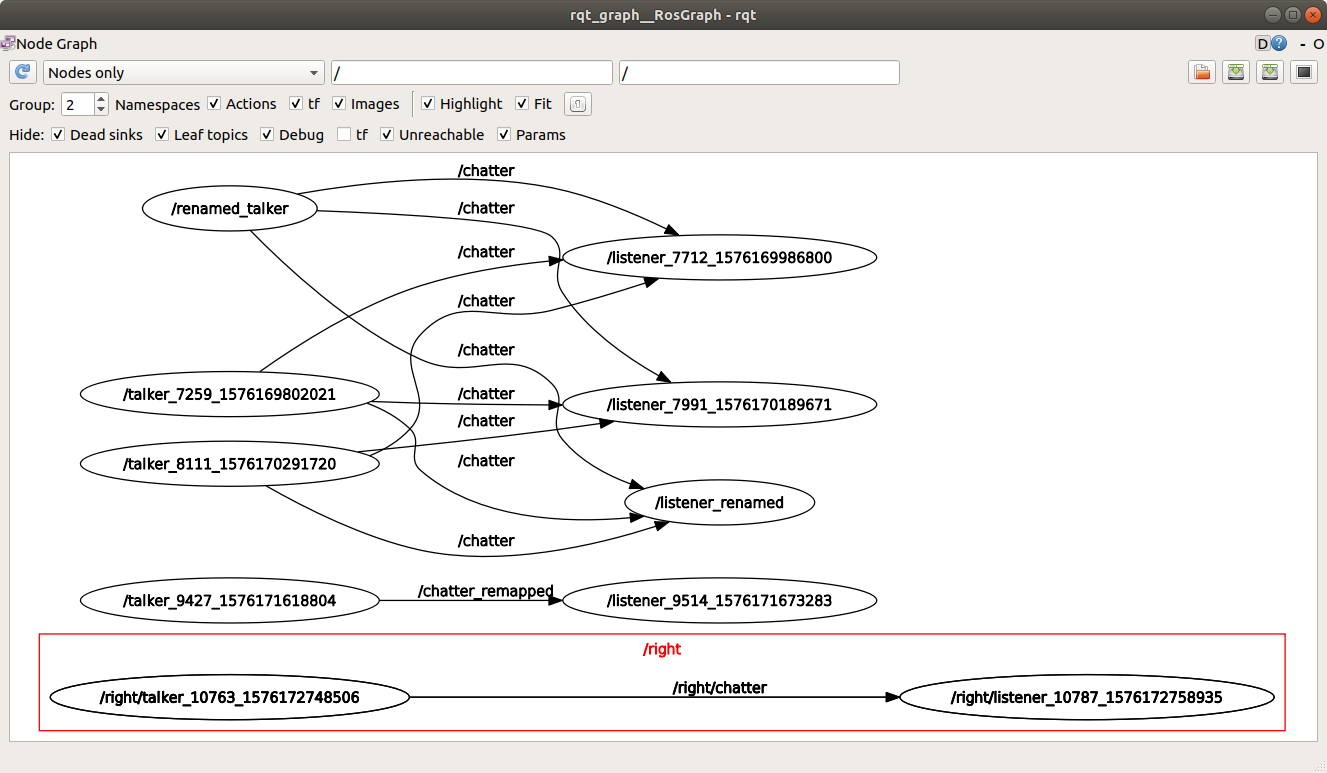 rqt_graph__RosGraph - rqt
Node Graph D ? - O
Nodes only / /
Group: 2 Namespaces Actions tf Images Highlight Fit
Hide: Dead sinks Leaf topics Debug tf Unreachable Params
/chatter
/renamed_talker
/chatter
/chatter
/listener_7712_1576169986800
/chatter
/chatter
/talker_7259_1576169802021
/chatter
/listener_7991_1576170189671
/chatter
/talker_8111_1576170291720
/chatter
/listener_renamed
/chatter
/talker_9427_1576171618804
/chatter_remapped
/listener_9514_1576171673283
/right
/right/talker_10763_1576172748506
/right/chatter
/right/listener_10787_1576172758935